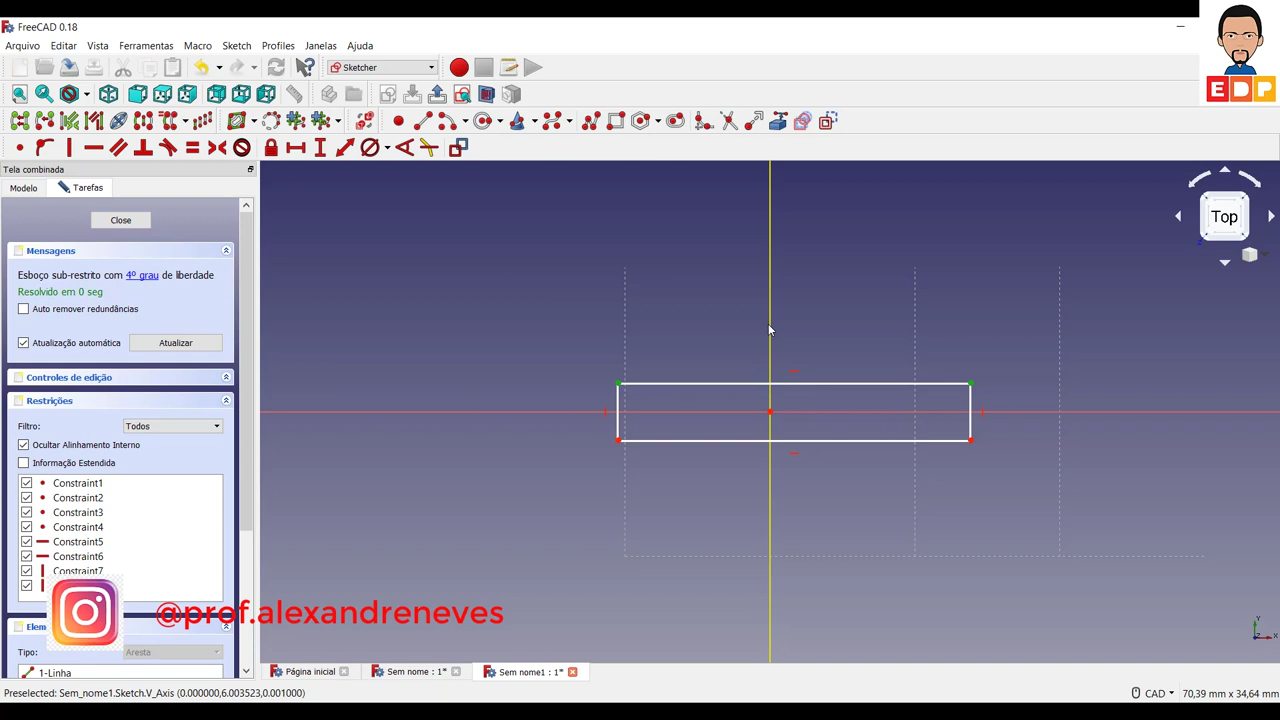 FreeCAD 0.18
Arquivo Editar Vista Ferramentas Macro Sketch Profiles Janelas Ajuda
Sketcher
EDP
Tela combinada
Modelo Tarefas
Close
Mensagens
Esboço sub-restrito com 4º grau de liberdade
Resolvido em 0 seg
Auto remover redundâncias
Atualização automática Atualizar
Controles de edição
Restrições
Filtro: Todos
Ocultar Alinhamento Interno
Informação Estendida
Constraint1
Constraint2
Constraint3
Constraint4
Constraint5
Constraint6
Constraint7
@prof.alexandreneves
Tipo: Aresta
1-Linha
Top
Y
Z X
Página inicial Sem nome : 1* Sem nome1 : 1*
Preselected: Sem_nome1.Sketch.V_Axis (0.000000,6.003523,0.001000) CAD 70,39 mm x 34,64 mm